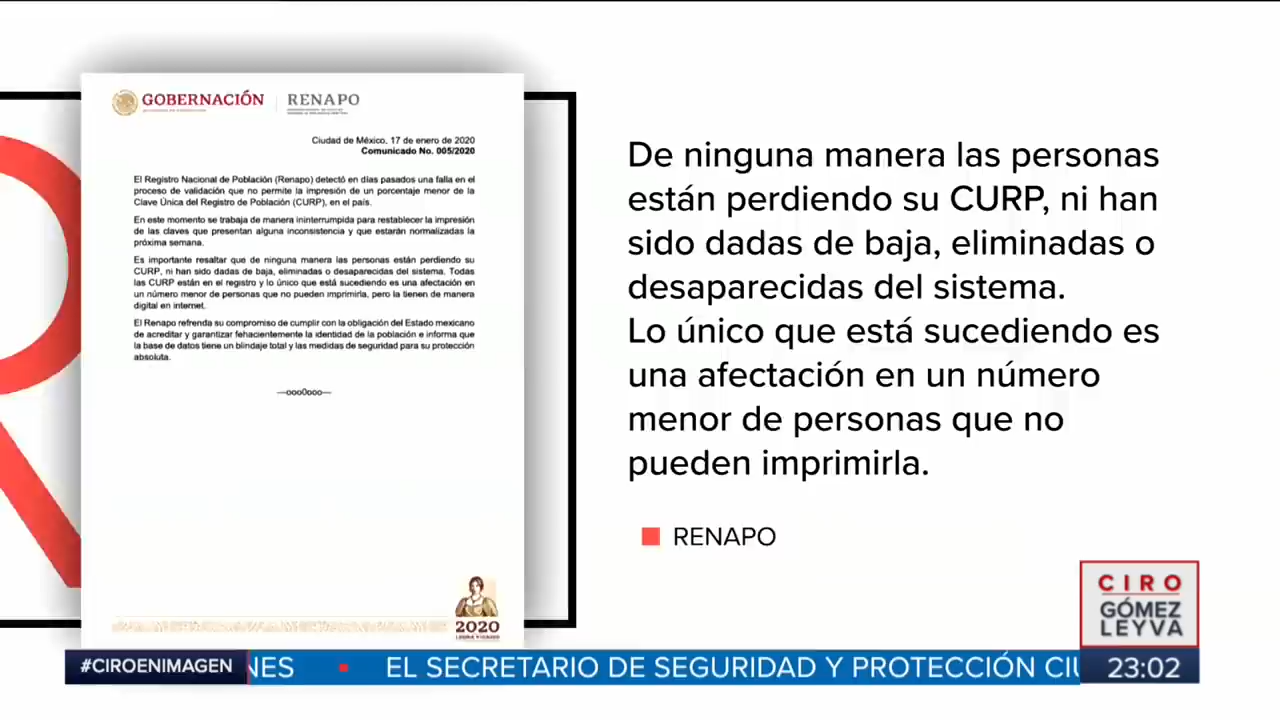 GOBERNACIÓN
RENAPO
Ciudad de México, 17 de enero de 2020
Comunicado No. 005/2020
El Registro Nacional de Población (Renapo) detectó en días pasados una falla en el
proceso de validación que no permite la impresión de un porcentaje menor de la
Clave Única del Registro de Población (CURP), en el país.
En este momento se trabaja de manera ininterrumpida para restablecer la impresión
de las claves que presentan alguna inconsistencia y que estarán normalizadas la
próxima semana.
Es importante resaltar que de ninguna manera las personas están perdiendo su
CURP, ni han sido dadas de baja, eliminadas o desaparecidas del sistema. Todas
las CURP están en el registro y lo único que está sucediendo es una afectación en
un número menor de personas que no pueden imprimirla, pero la tienen de manera
digital en internet.
El Renapo refrenda su compromiso de cumplir con la obligación del Estado mexicano
de acreditar y garantizar fehacientemente la identidad de la población e informa que
la base de datos tiene un blindaje total y las medidas de seguridad para su protección
absoluta.
—ooo0ooo—
2020
LEONA VICARIO
De ninguna manera las personas
están perdiendo su CURP, ni han
sido dadas de baja, eliminadas o
desaparecidas del sistema.
Lo único que está sucediendo es
una afectación en un número
menor de personas que no
pueden imprimirla.
RENAPO
CIRO
GÓMEZ
LEYVA
#CIROENIMAGEN
NES • EL SECRETARIO DE SEGURIDAD Y PROTECCIÓN CIU
23:02